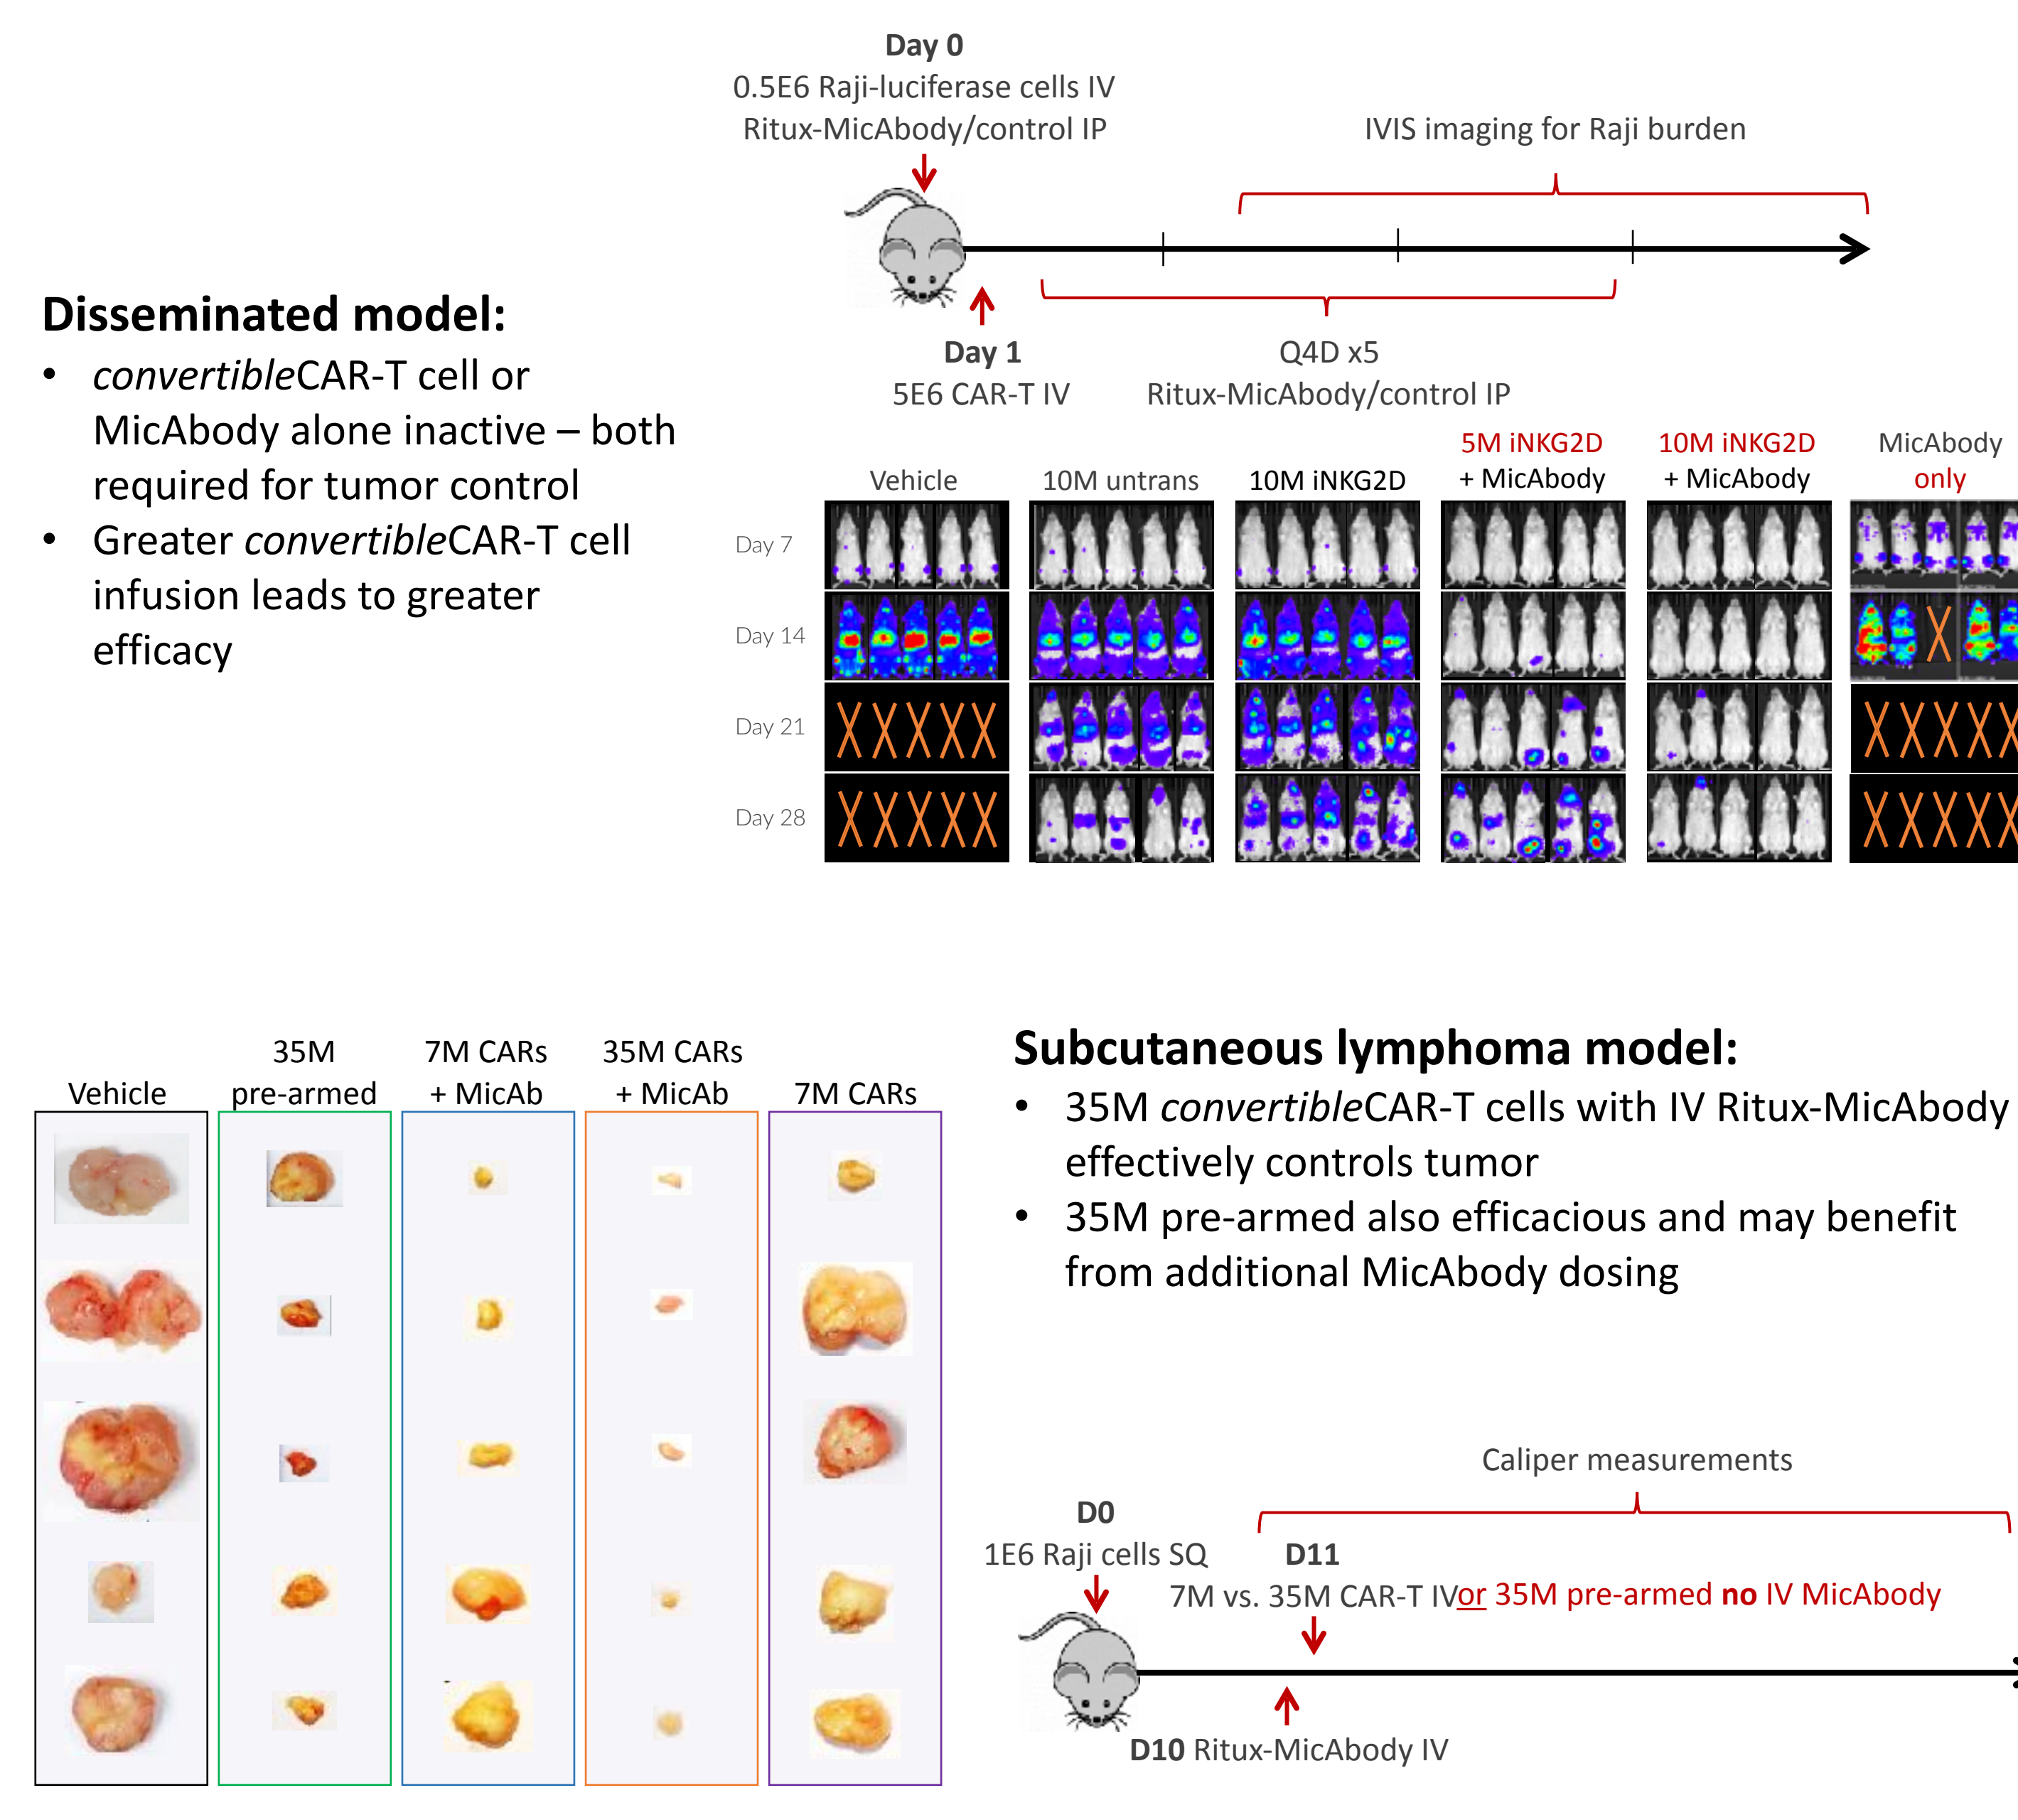 Day 0
0.5E6 Raji-luciferase cells IV
Ritux-MicAbody/control IP
IVIS imaging for Raji burden
Day 1
5E6 CAR-T IV
Q4D x5
Ritux-MicAbody/control IP
Disseminated model:
• convertibleCAR-T cell or
MicAbody alone inactive – both
required for tumor control
• Greater convertibleCAR-T cell
infusion leads to greater
efficacy
Vehicle
10M untrans
10M iNKG2D
5M iNKG2D
+ MicAbody
10M iNKG2D
+ MicAbody
MicAbody
only
Day 7
Day 14
Day 21
Day 28
Vehicle
35M
pre-armed
7M CARs
+ MicAb
35M CARs
+ MicAb
7M CARs
Subcutaneous lymphoma model:
• 35M convertibleCAR-T cells with IV Ritux-MicAbody
effectively controls tumor
• 35M pre-armed also efficacious and may benefit
from additional MicAbody dosing
Caliper measurements
D0
1E6 Raji cells SQ
D11
7M vs. 35M CAR-T IV or 35M pre-armed no IV MicAbody
D10 Ritux-MicAbody IV